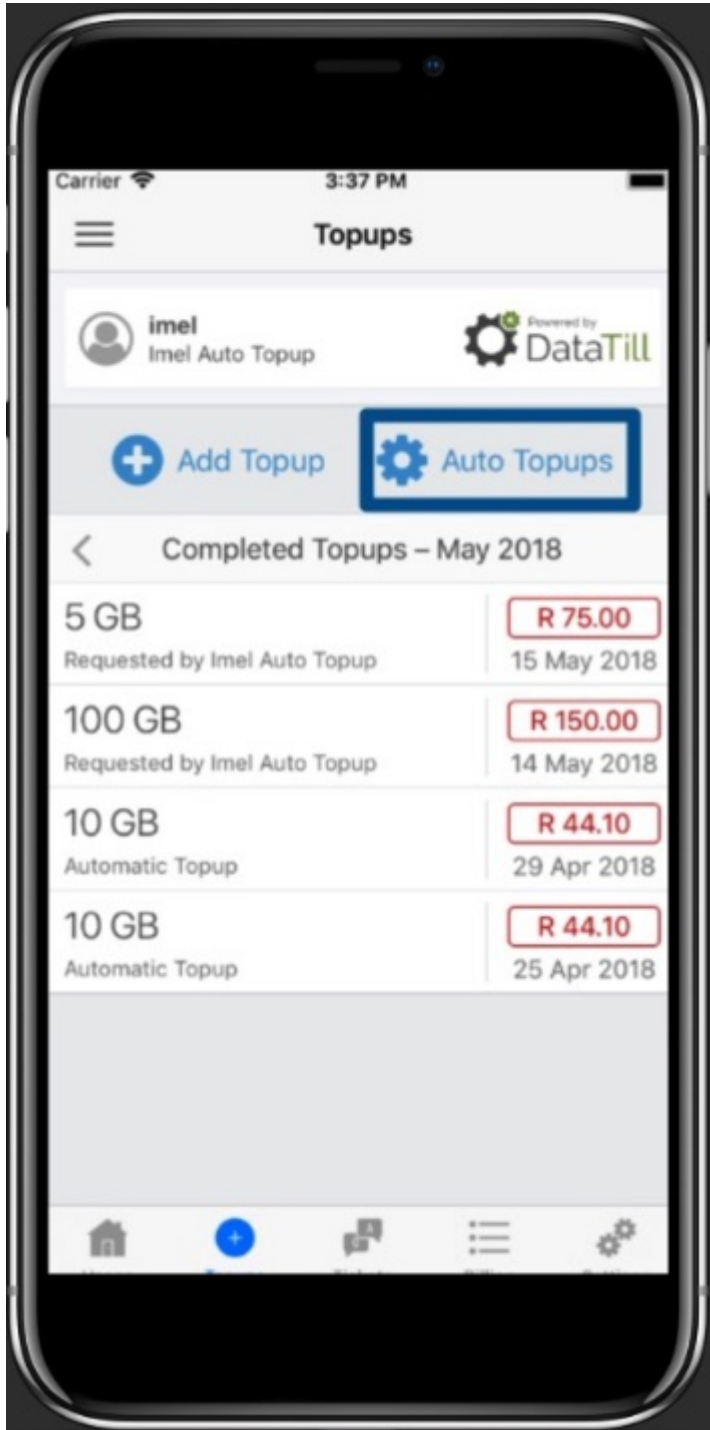 Carrier 3:37 PM
Topups
imel
Imel Auto Topup
Powered by
DataTill
Add Topup Auto Topups
Completed Topups – May 2018
5 GB R 75.00
Requested by Imel Auto Topup 15 May 2018
100 GB R 150.00
Requested by Imel Auto Topup 14 May 2018
10 GB R 44.10
Automatic Topup 29 Apr 2018
10 GB R 44.10
Automatic Topup 25 Apr 2018